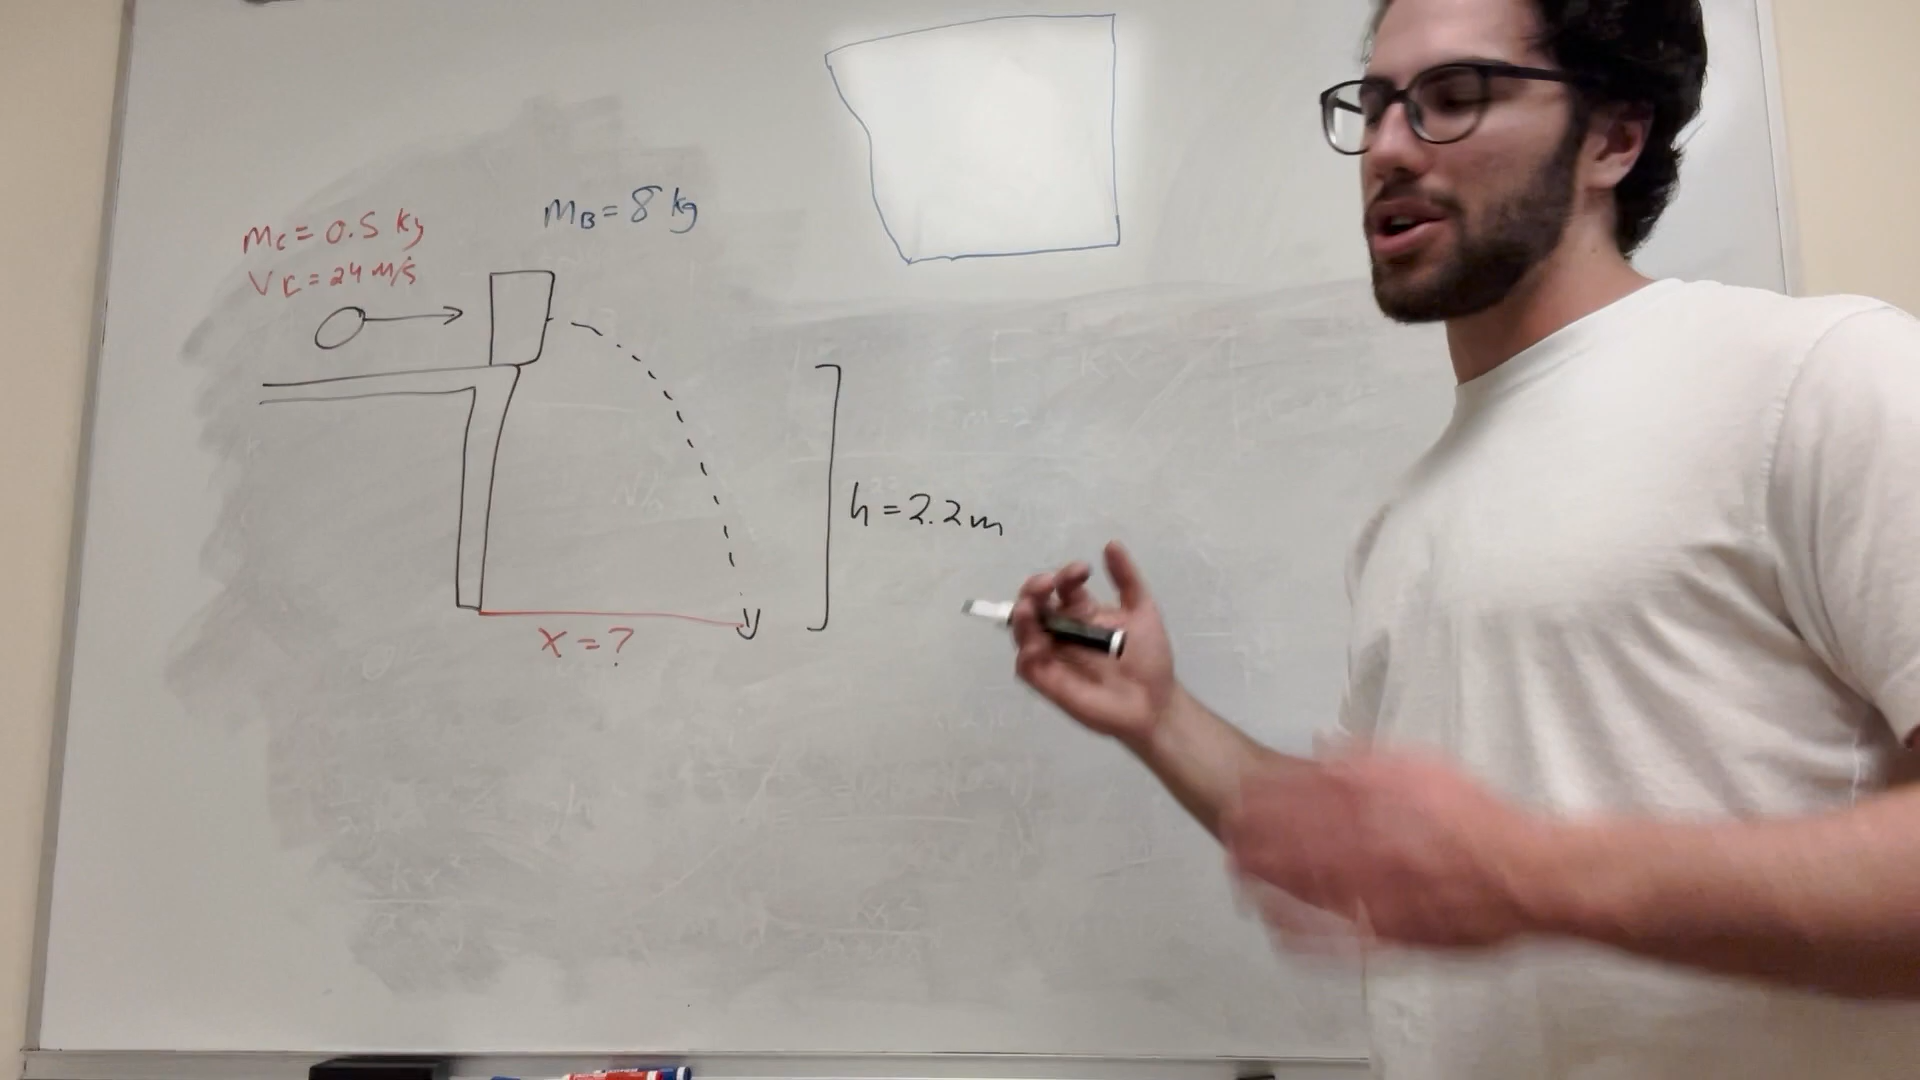 mc = 0.5 kg
vc = 24 m/s
mB = 8 kg
h = 2.2m
x = ?